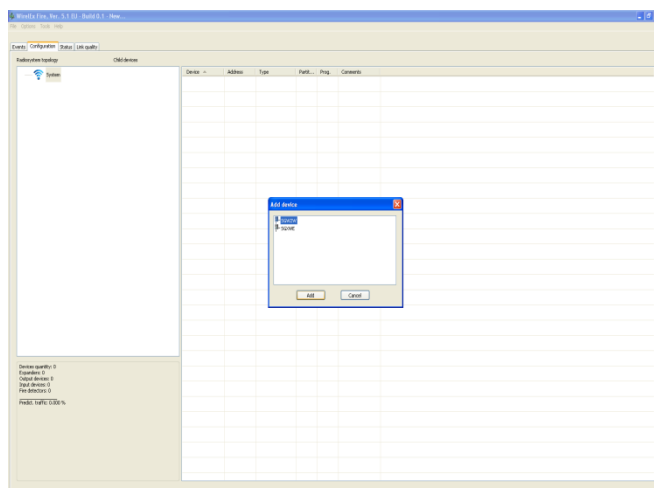 WireEx Fire. Ver. 5.1 (S) - Build 0.1 - New...
File Options Tools Help
Events Configuration Status Link quality
Radiosystem topology Child devices
System
Device Address Type Partit... Prog. Comments
Add device
SGWE
Add Cancel
Devices quantity: 0
Expanders: 0
Output devices: 0
Input devices: 0
Fire detectors: 0
Predict. traffic: 0.000 %